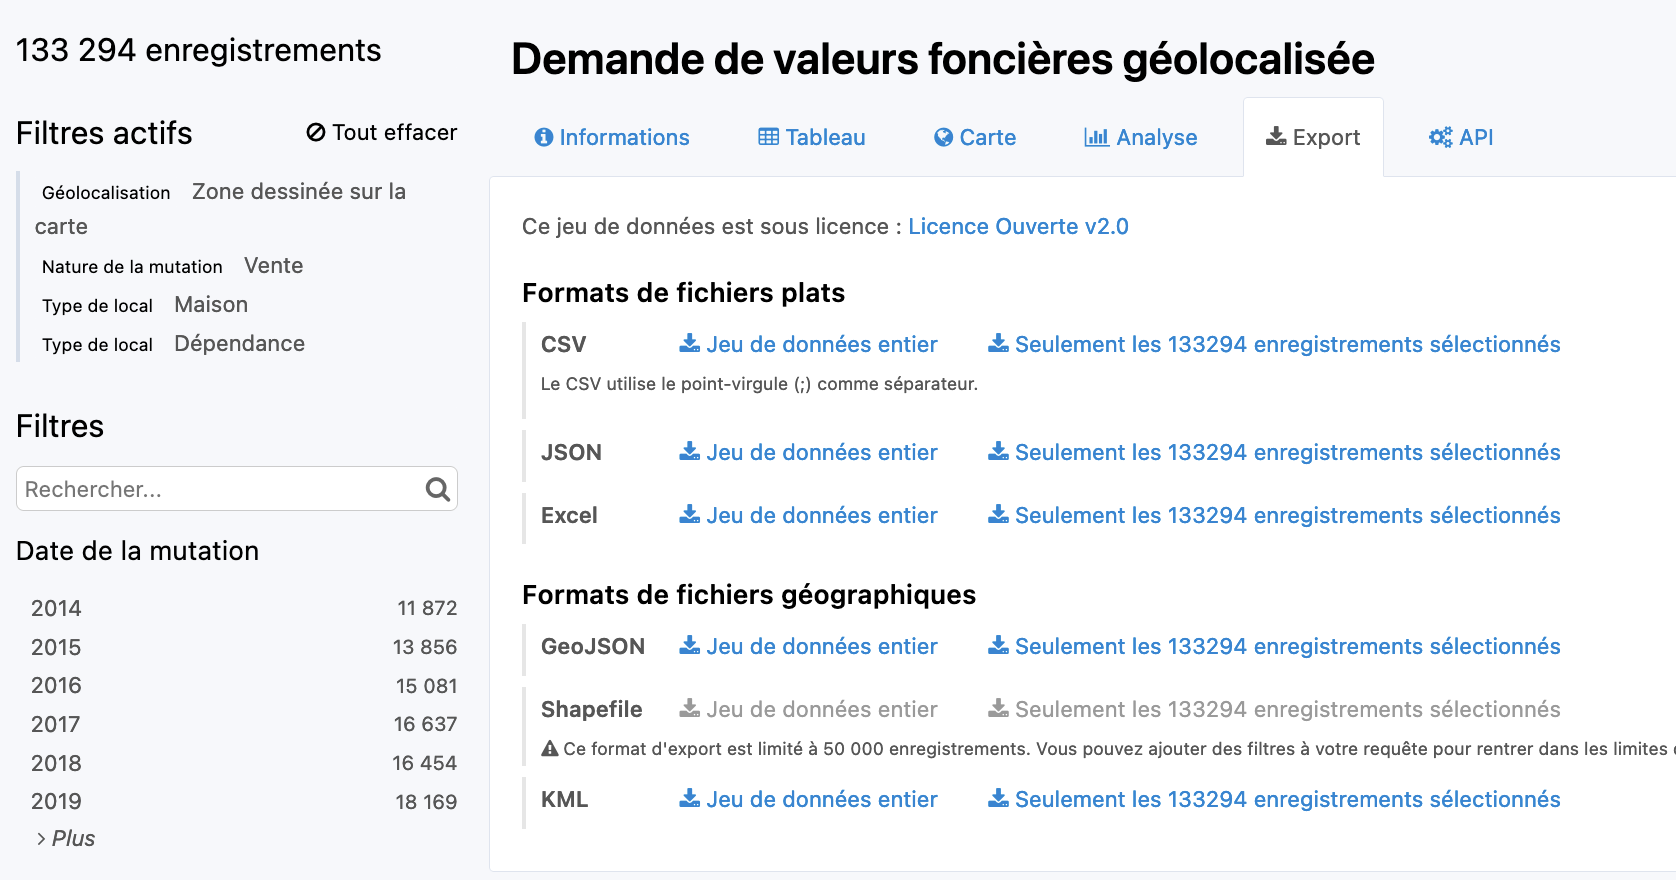 133 294 enregistrements
Filtres actifs
Tout effacer
Géolocalisation Zone dessinée sur la
carte
Nature de la mutation Vente
Type de local Maison
Type de local Dépendance
Filtres
Rechercher...
Date de la mutation
2014 11 872
2015 13 856
2016 15 081
2017 16 637
2018 16 454
2019 18 169
> Plus
Demande de valeurs foncières géolocalisée
Informations Tableau Carte Analyse Export API
Ce jeu de données est sous licence : Licence Ouverte v2.0
Formats de fichiers plats
CSV Jeu de données entier Seulement les 133294 enregistrements sélectionnés
Le CSV utilise le point-virgule (;) comme séparateur.
JSON Jeu de données entier Seulement les 133294 enregistrements sélectionnés
Excel Jeu de données entier Seulement les 133294 enregistrements sélectionnés
Formats de fichiers géographiques
GeoJSON Jeu de données entier Seulement les 133294 enregistrements sélectionnés
Shapefile Jeu de données entier Seulement les 133294 enregistrements sélectionnés
Ce format d'export est limité à 50 000 enregistrements. Vous pouvez ajouter des filtres à votre requête pour rentrer dans les limites
KML Jeu de données entier Seulement les 133294 enregistrements sélectionnés